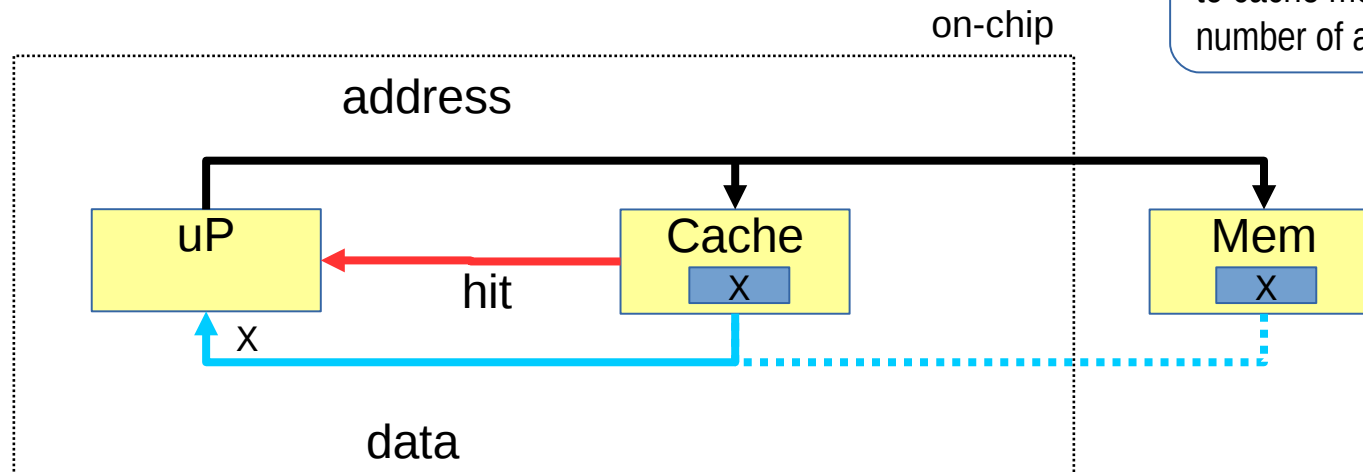 number of a
on-chip
address
uP
Cache
Mem
hit
X
X
X
data